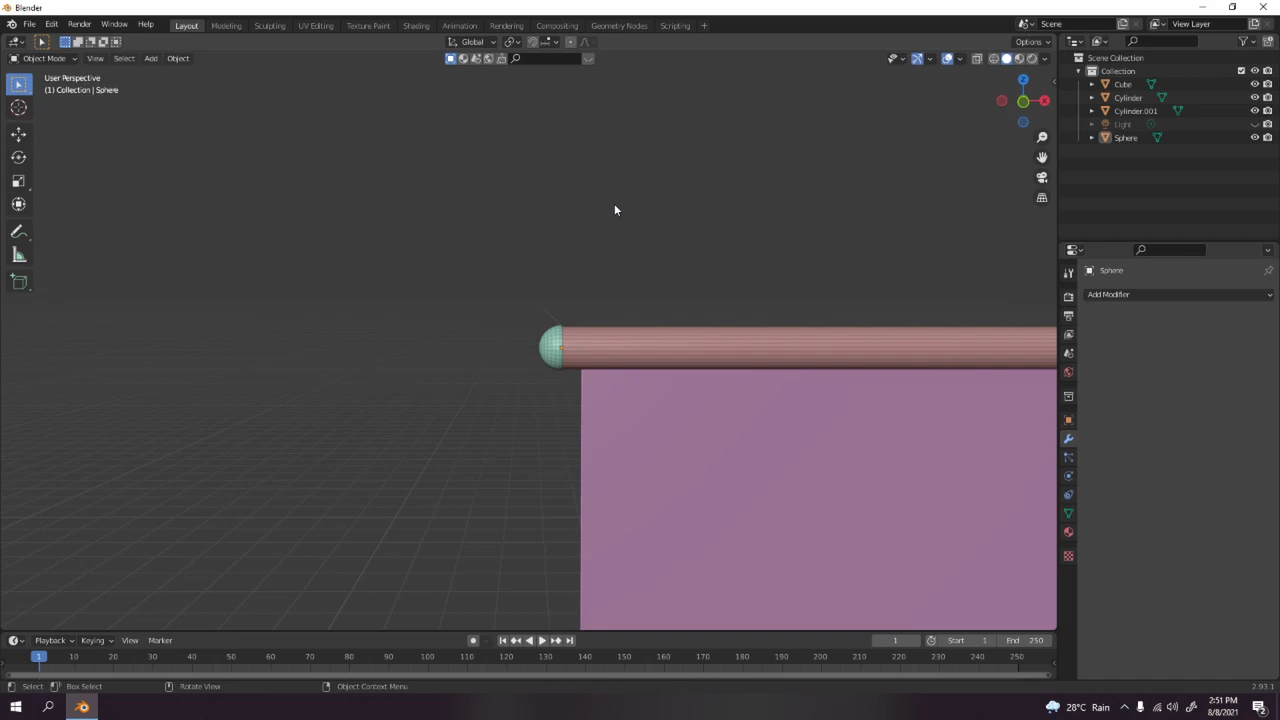 Blender
File Edit Render Window Help Layout Modeling Sculpting UV Editing Texture Paint Shading Animation Rendering Compositing Geometry Nodes Scripting + Scene View Layer
Global Options
Object Mode View Select Add Object
User Perspective
(1) Collection | Sphere
Z
X
Scene Collection
Collection
Cube
Cylinder
Cylinder.001
Light
Sphere
Sphere
Add Modifier
Playback Keying View Marker 1 Start 1 End 250
1 10 20 30 40 50 60 70 80 90 100 110 120 130 140 150 160 170 180 190 200 210 220 230 240 250
Select Box Select Rotate View Object Context Menu 2.93.1
28°C Rain 2:51 PM
8/8/2021
2